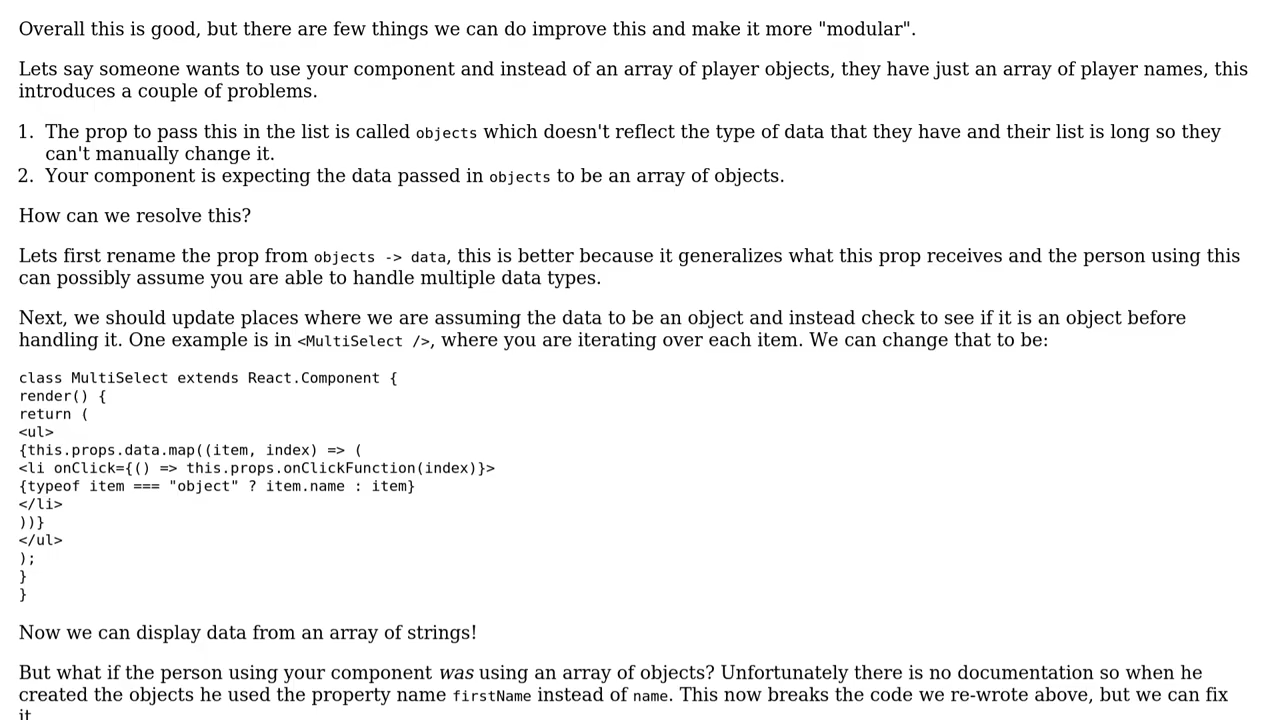 Overall this is good, but there are few things we can do improve this and make it more "modular".
Lets say someone wants to use your component and instead of an array of player objects, they have just an array of player names, this
introduces a couple of problems.
1. The prop to pass this in the list is called objects which doesn't reflect the type of data that they have and their list is long so they
can't manually change it.
2. Your component is expecting the data passed in objects to be an array of objects.
How can we resolve this?
Lets first rename the prop from objects -> data, this is better because it generalizes what this prop receives and the person using this
can possibly assume you are able to handle multiple data types.
Next, we should update places where we are assuming the data to be an object and instead check to see if it is an object before
handling it. One example is in <MultiSelect />, where you are iterating over each item. We can change that to be:
class MultiSelect extends React.Component {
render() {
return (
<ul>
{this.props.data.map((item, index) => (
<li onClick={() => this.props.onClickFunction(index)}>
{typeof item === "object" ? item.name : item}
</li>
))}
</ul>
);
}
}
Now we can display data from an array of strings!
But what if the person using your component was using an array of objects? Unfortunately there is no documentation so when he
created the objects he used the property name firstName instead of name. This now breaks the code we re-wrote above, but we can fix
it